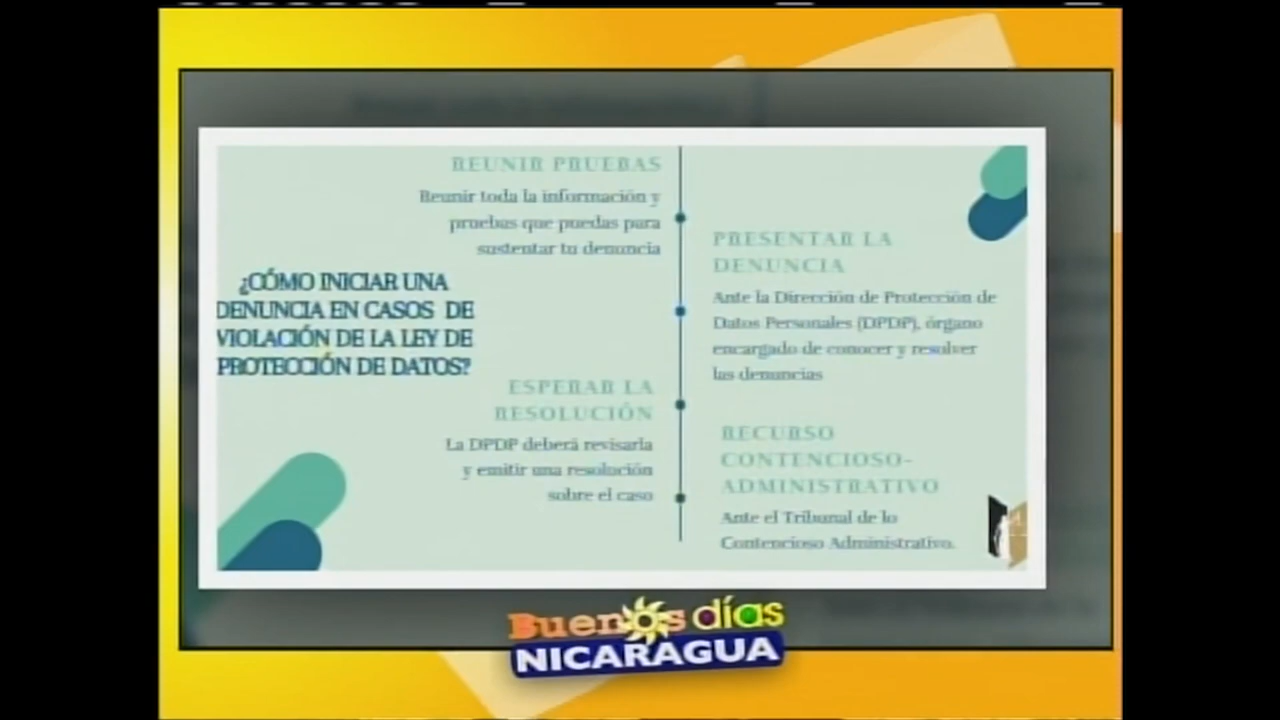 ¿CÓMO INICIAR UNA
DENUNCIA EN CASOS DE
VIOLACIÓN DE LA LEY DE
PROTECCIÓN DE DATOS?
REUNIR PRUEBAS
Reunir toda la información y
pruebas que puedas para
sustentar tu denuncia
PRESENTAR LA
DENUNCIA
Ante la Dirección de Protección de
Datos Personales (DPDP), órgano
encargado de conocer y resolver
las denuncias
ESPERAR LA
RESOLUCIÓN
La DPDP deberá revisarla
y emitir una resolución
sobre el caso
RECURSO
CONTENCIOSO-
ADMINISTRATIVO
Ante el Tribunal de lo
Contencioso Administrativo.
Buenos días
NICARAGUA